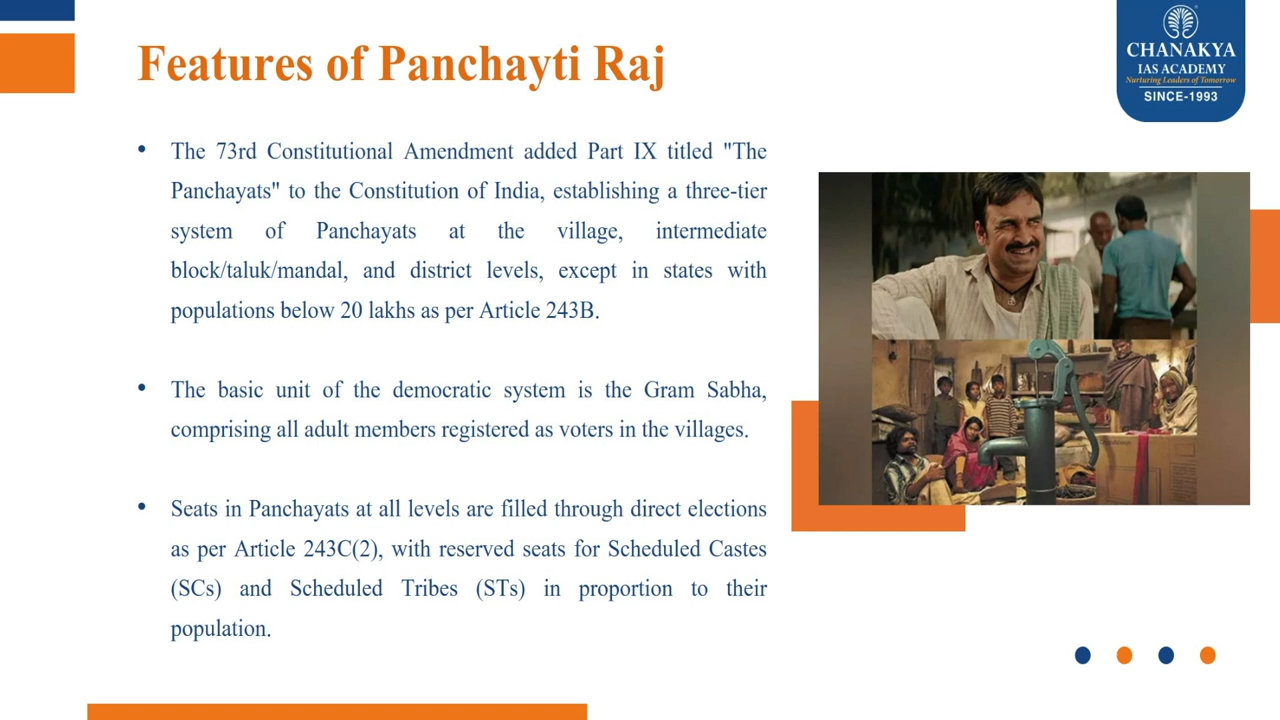 Features of Panchayti Raj
CHANAKYA
IAS ACADEMY
Nurturing Leaders of Tomorrow
SINCE-1993
• The 73rd Constitutional Amendment added Part IX titled "The
Panchayats" to the Constitution of India, establishing a three-tier
system of Panchayats at the village, intermediate
block/taluk/mandal, and district levels, except in states with
populations below 20 lakhs as per Article 243B.
• The basic unit of the democratic system is the Gram Sabha,
comprising all adult members registered as voters in the villages.
• Seats in Panchayats at all levels are filled through direct elections
as per Article 243C(2), with reserved seats for Scheduled Castes
(SCs) and Scheduled Tribes (STs) in proportion to their
population.